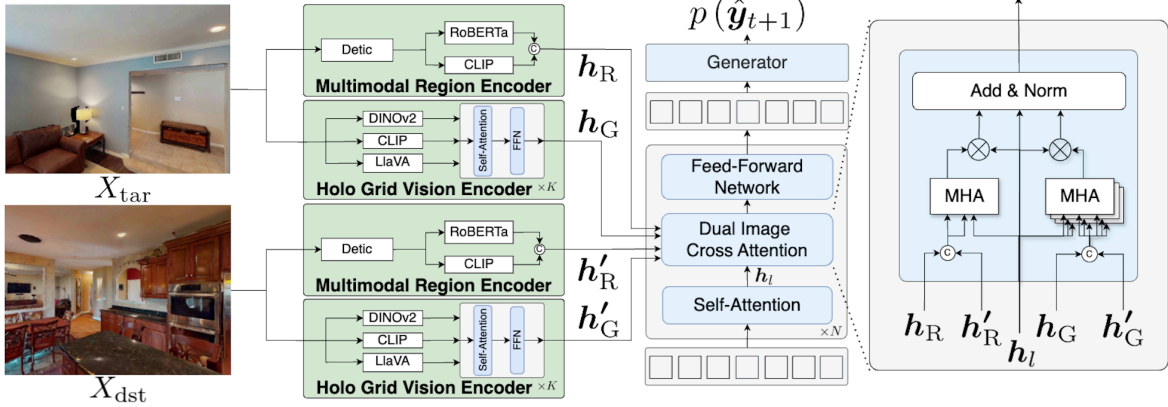 X_tar
Detic
RoBERTa
CLIP
C
Multimodal Region Encoder
h_R
DINOv2
CLIP
LlaVA
Self-Attention
FFN
Holo Grid Vision Encoder ×K
h_G
X_dst
Detic
RoBERTa
CLIP
C
Multimodal Region Encoder
h′_R
DINOv2
CLIP
LlaVA
Self-Attention
FFN
Holo Grid Vision Encoder ×K
h′_G
p(ŷ_{t+1})
Generator
Feed-Forward
Network
Dual Image
Cross Attention
h_l
Self-Attention
×N
Add & Norm
MHA
MHA
C
C
h_R
h′_R
h_l
h_G
h′_G